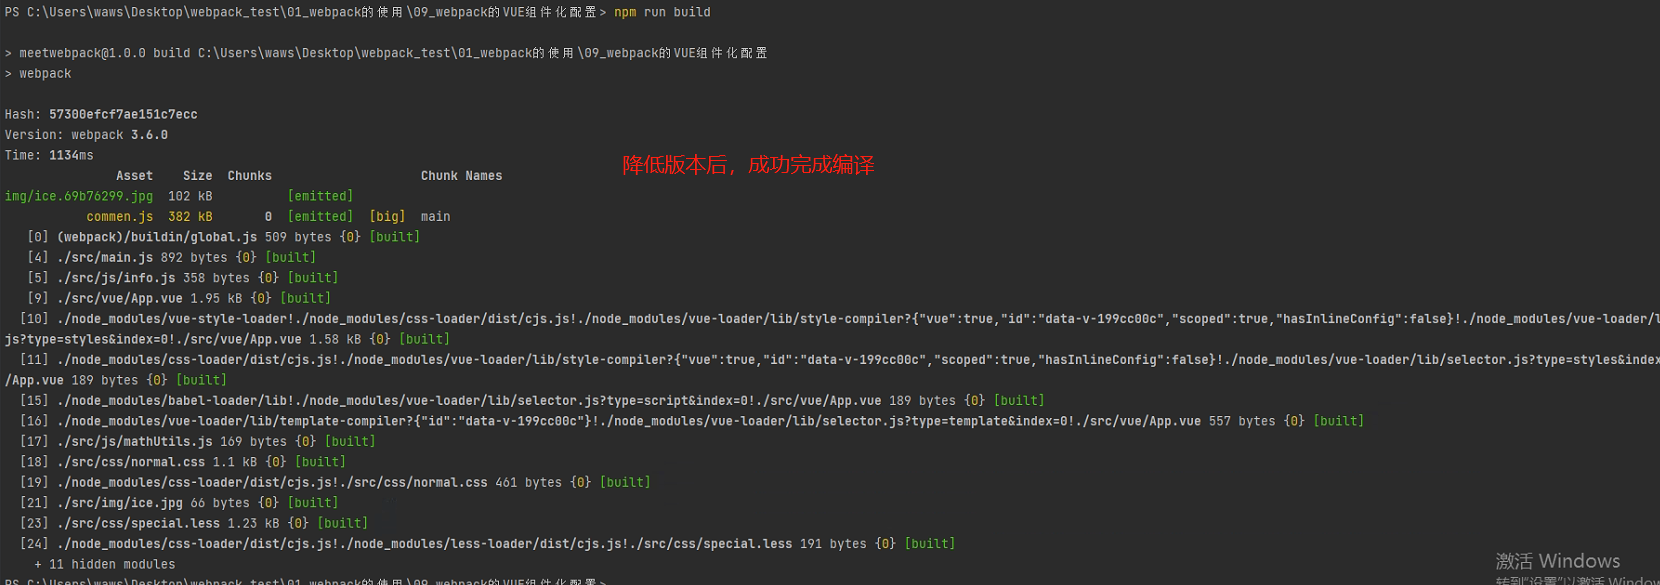 PS C:\Users\waws\Desktop\webpack_test\01_webpack的使用\09_webpack的VUE组件化配置> npm run build
> meetwebpack@1.0.0 build C:\Users\waws\Desktop\webpack_test\01_webpack的使用\09_webpack的VUE组件化配置
> webpack
Hash: 57300efcf7ae151c7ecc
Version: webpack 3.6.0
Time: 1134ms
降低版本后，成功完成编译
Asset Size Chunks Chunk Names
img/ice.69b76299.jpg 102 kB [emitted]
commen.js 382 kB 0 [emitted] [big] main
[0] (webpack)/buildin/global.js 509 bytes {0} [built]
[4] ./src/main.js 892 bytes {0} [built]
[5] ./src/js/info.js 358 bytes {0} [built]
[9] ./src/vue/App.vue 1.95 kB {0} [built]
[10] ./node_modules/vue-style-loader!./node_modules/css-loader/dist/cjs.js!./node_modules/vue-loader/lib/style-compiler?{"vue":true,"id":"data-v-199cc00c","scoped":true,"hasInlineConfig":false}!./node_modules/vue-loader/l
js?type=styles&index=0!./src/vue/App.vue 1.58 kB {0} [built]
[11] ./node_modules/css-loader/dist/cjs.js!./node_modules/vue-loader/lib/style-compiler?{"vue":true,"id":"data-v-199cc00c","scoped":true,"hasInlineConfig":false}!./node_modules/vue-loader/lib/selector.js?type=styles&index
/App.vue 189 bytes {0} [built]
[15] ./node_modules/babel-loader/lib!./node_modules/vue-loader/lib/selector.js?type=script&index=0!./src/vue/App.vue 189 bytes {0} [built]
[16] ./node_modules/vue-loader/lib/template-compiler?{"id":"data-v-199cc00c"}!./node_modules/vue-loader/lib/selector.js?type=template&index=0!./src/vue/App.vue 557 bytes {0} [built]
[17] ./src/js/mathUtils.js 169 bytes {0} [built]
[18] ./src/css/normal.css 1.1 kB {0} [built]
[19] ./node_modules/css-loader/dist/cjs.js!./src/css/normal.css 461 bytes {0} [built]
[21] ./src/img/ice.jpg 66 bytes {0} [built]
[23] ./src/css/special.less 1.23 kB {0} [built]
[24] ./node_modules/css-loader/dist/cjs.js!./node_modules/less-loader/dist/cjs.js!./src/css/special.less 191 bytes {0} [built]
+ 11 hidden modules
激活 Windows
转到"设置"以激活 Window
PS C:\Users\waws\Desktop\webpack_test\01_webpack的使用\09_webpack的VUE组件化配置>